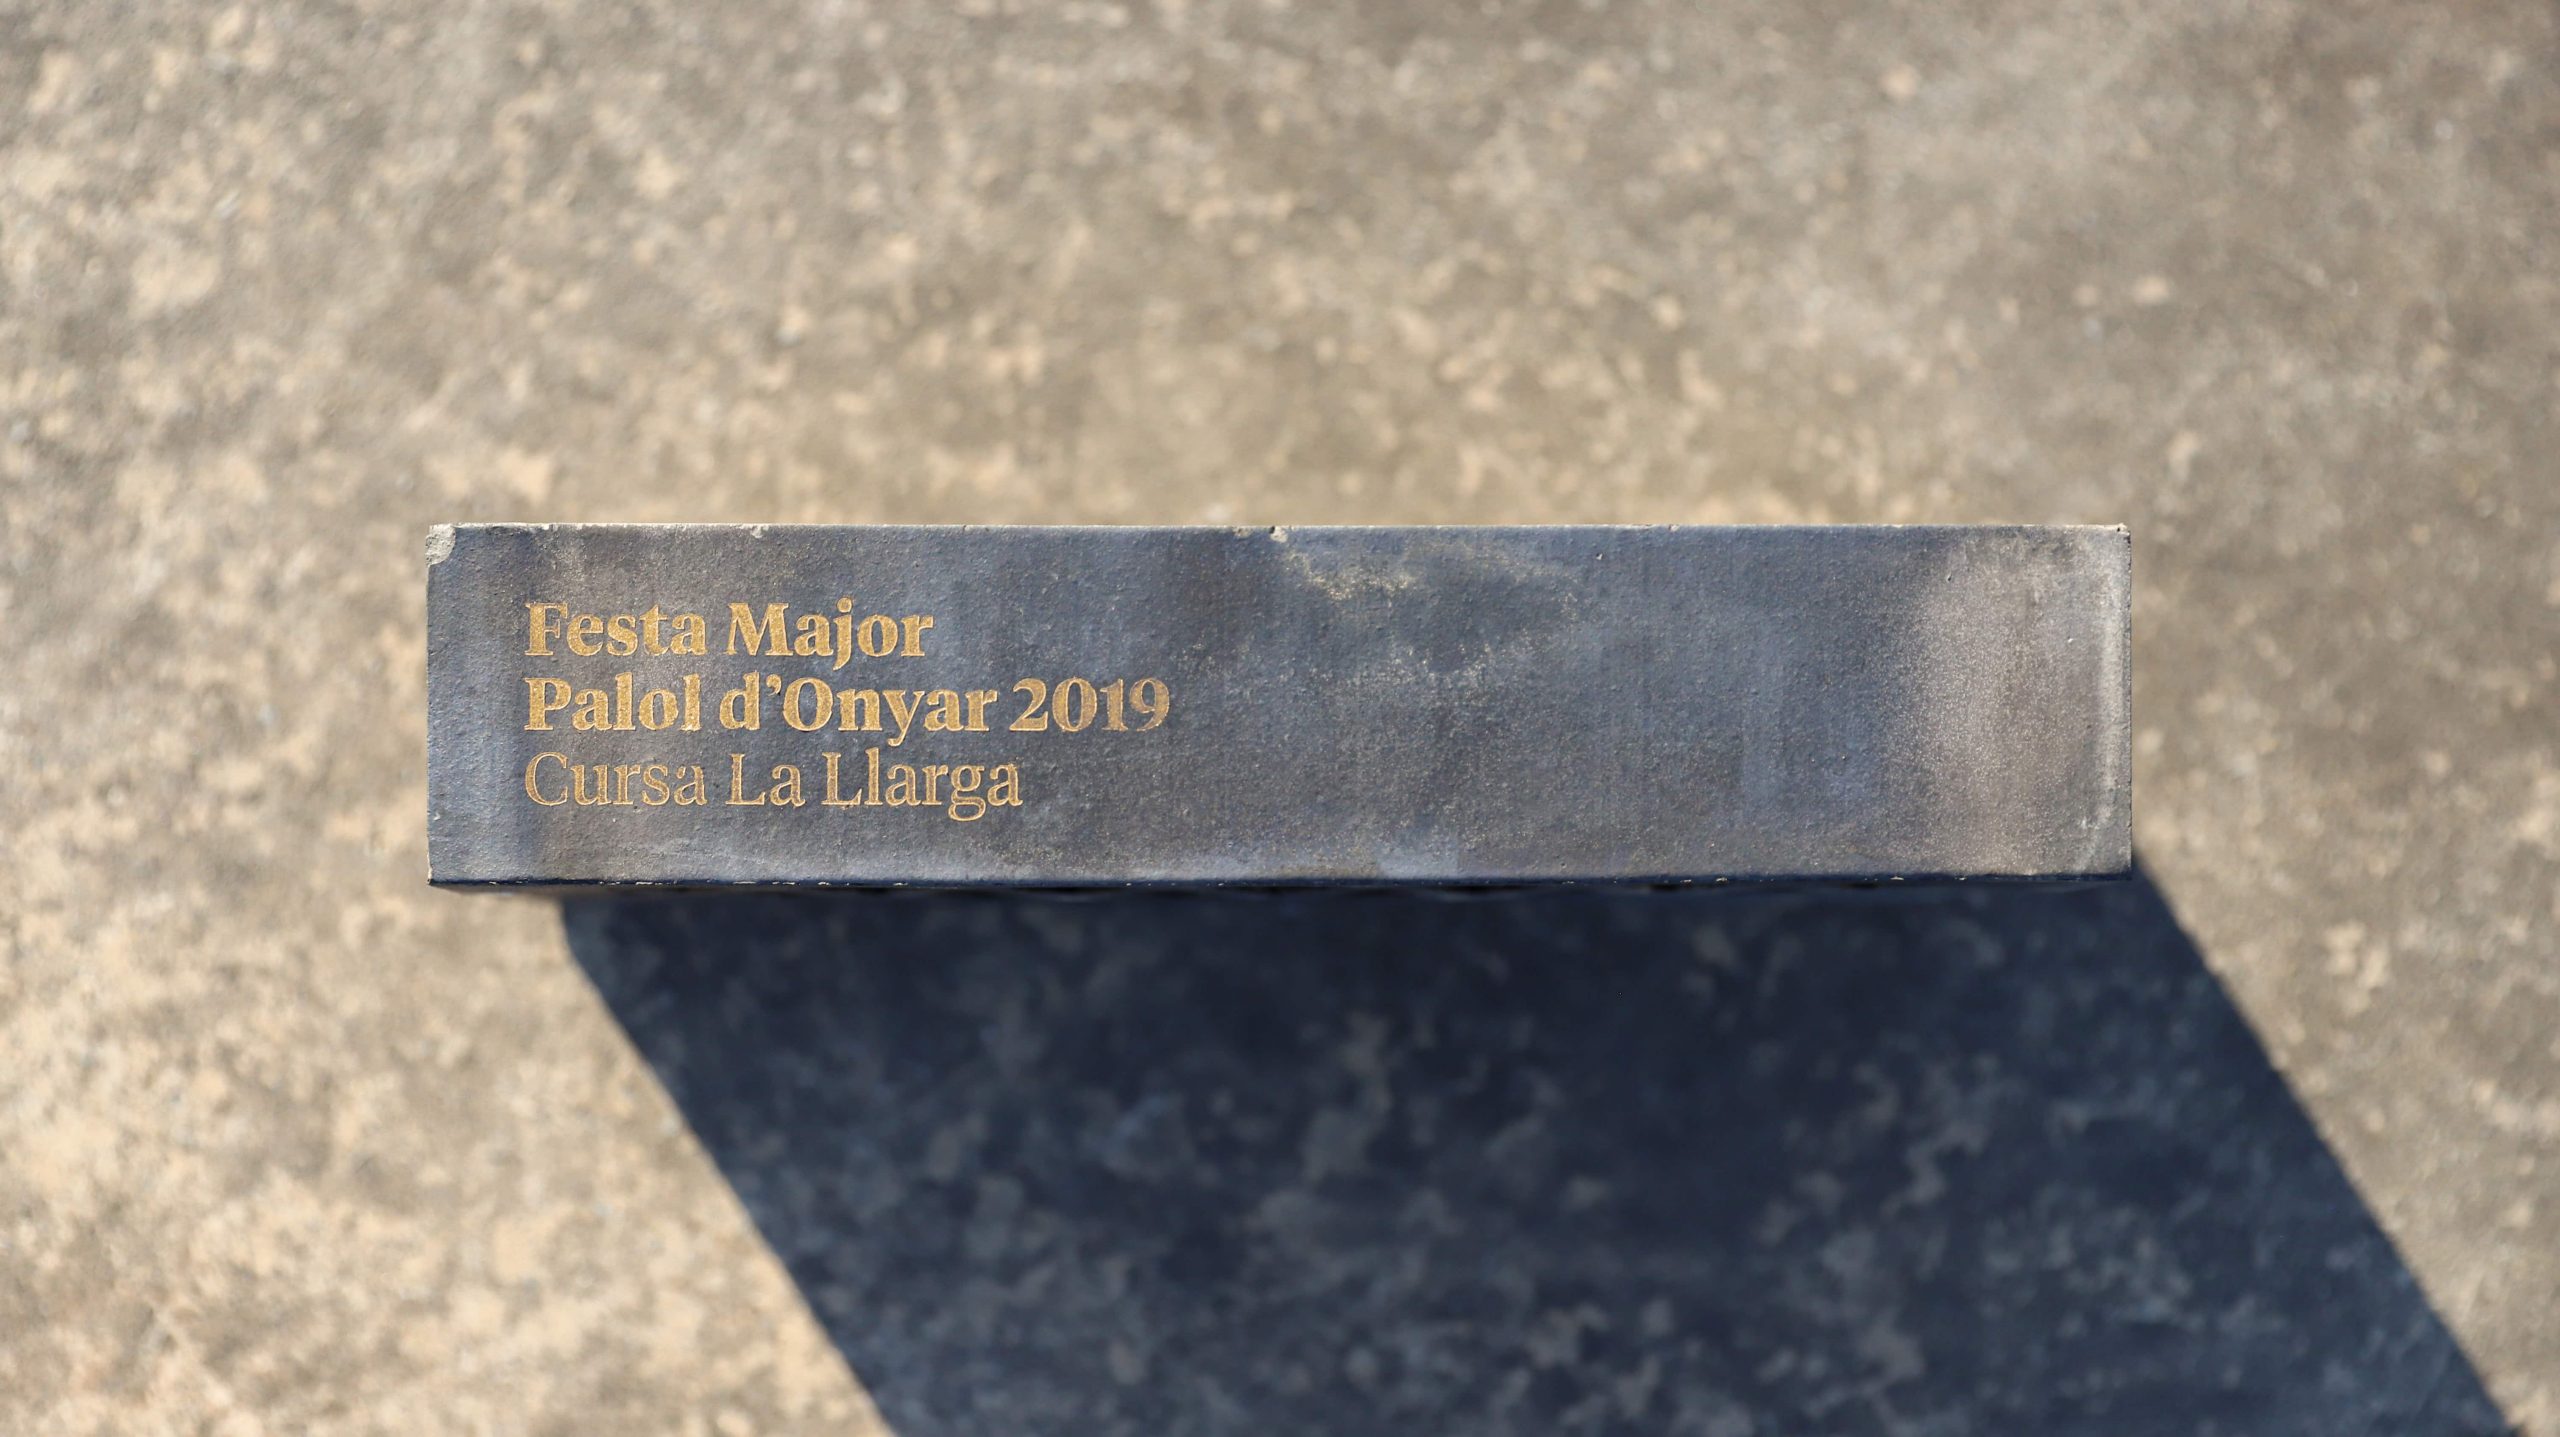 Festa Major
Palol d’Onyar 2019
Cursa La Llarga